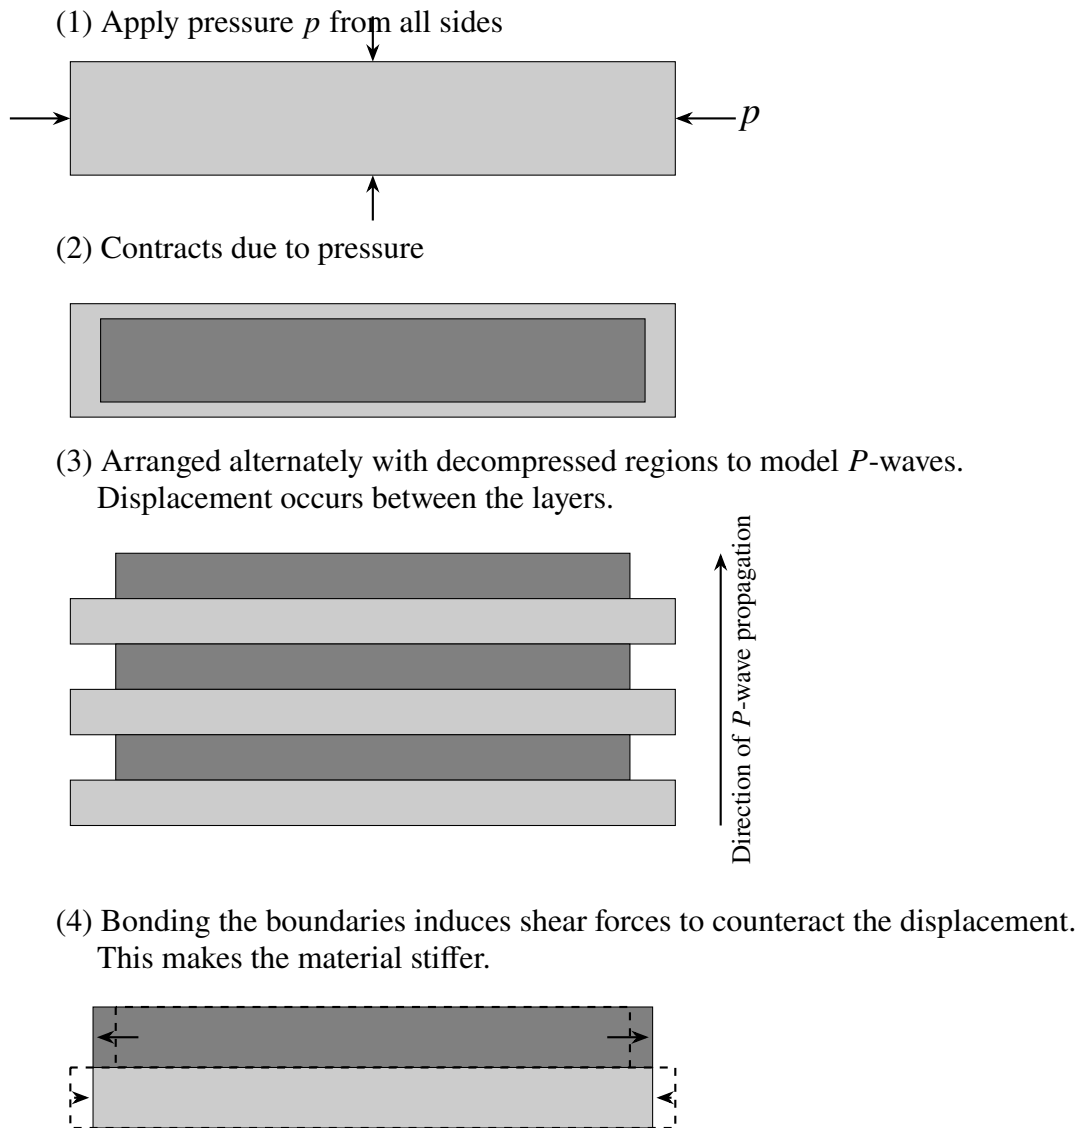 (1) Apply pressure p from all sides
p
(2) Contracts due to pressure
(3) Arranged alternately with decompressed regions to model P-waves.
Displacement occurs between the layers.
Direction of P-wave propagation
(4) Bonding the boundaries induces shear forces to counteract the displacement.
This makes the material stiffer.